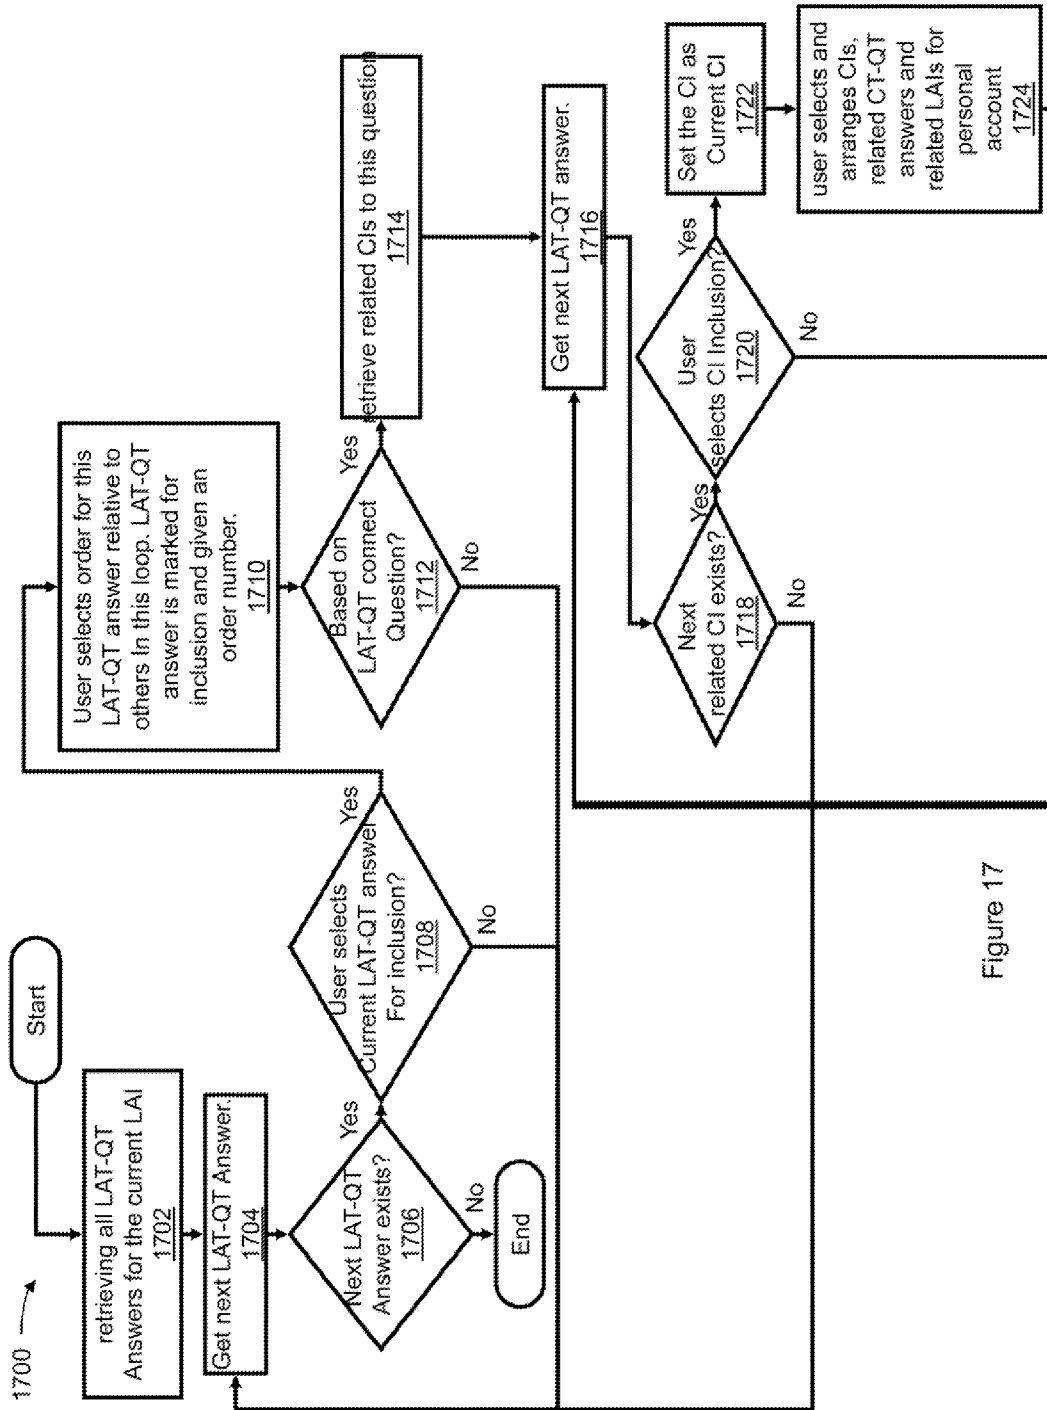 1700
Start
retrieving all LAT-QT
Answers for the current LAI
1702
Get next LAT-QT Answer.
1704
Next LAT-QT
Answer exists?
1706
Yes
No
End
User selects
Current LAT-QT answer
For inclusion?
1708
Yes
No
User selects order for this
LAT-QT answer relative to
others In this loop. LAT-QT
answer is marked for
inclusion and given an
order number.
1710
Based on
LAT-QT connect
Question?
1712
Yes
No
retrieve related CIs to this question
1714
Get next LAT-QT answer.
1716
Next
related CI exists?
1718
Yes
No
User
selects CI Inclusion?
1720
Yes
No
Set the CI as
Current CI
1722
user selects and
arranges CIs,
related CT-QT
answers and
related LAIs for
personal
account
1724
Figure 17